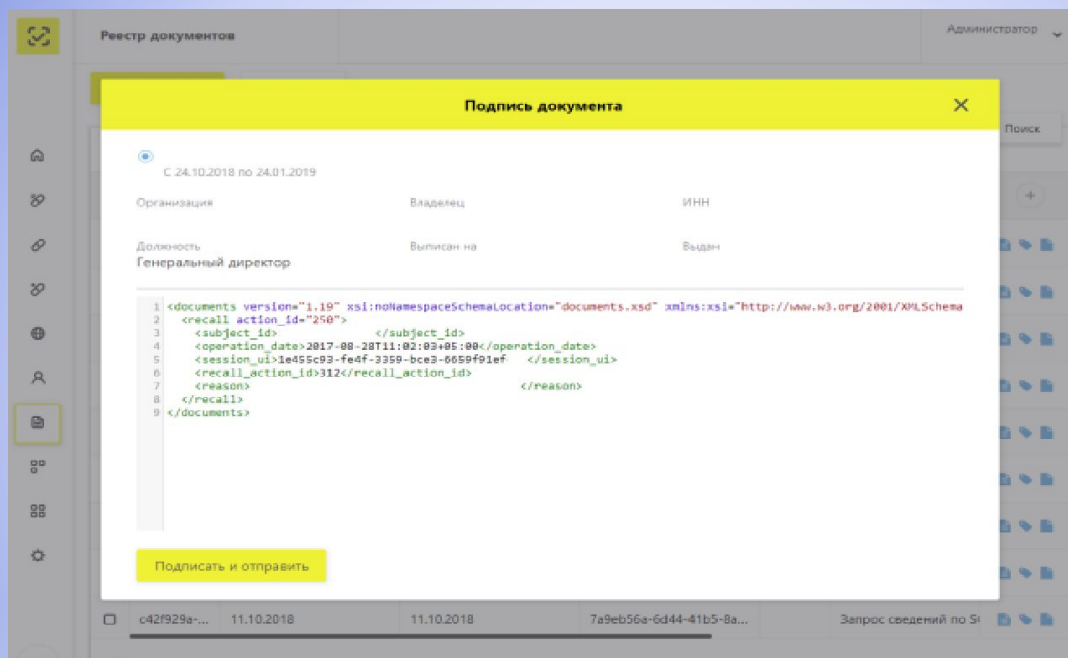 Реестр документов
Администратор
Подпись документа
Поиск
С 24.10.2018 по 24.01.2019
Организация Владелец ИНН
Должность Выписан на Выдан
Генеральный директор
1 <documents version="1.19" xsi:noNamespaceSchemaLocation="documents.xsd" xmlns:xsi="http://www.w3.org/2001/XMLSchema
2 <recall action_id="250">
3 <subject_id> </subject_id>
4 <operation_date>2017-08-28T11:02:03+05:00</operation_date>
5 <session_ui>1e455c93-fe4f-3359-bce3-6659f91ef </session_ui>
6 <recall_action_id>312</recall_action_id>
7 <reason> </reason>
8 </recall>
9 </documents>
Подписать и отправить
c42f929a-... 11.10.2018 11.10.2018 7a9eb56a-6d44-41b5-8a... Запрос сведений по